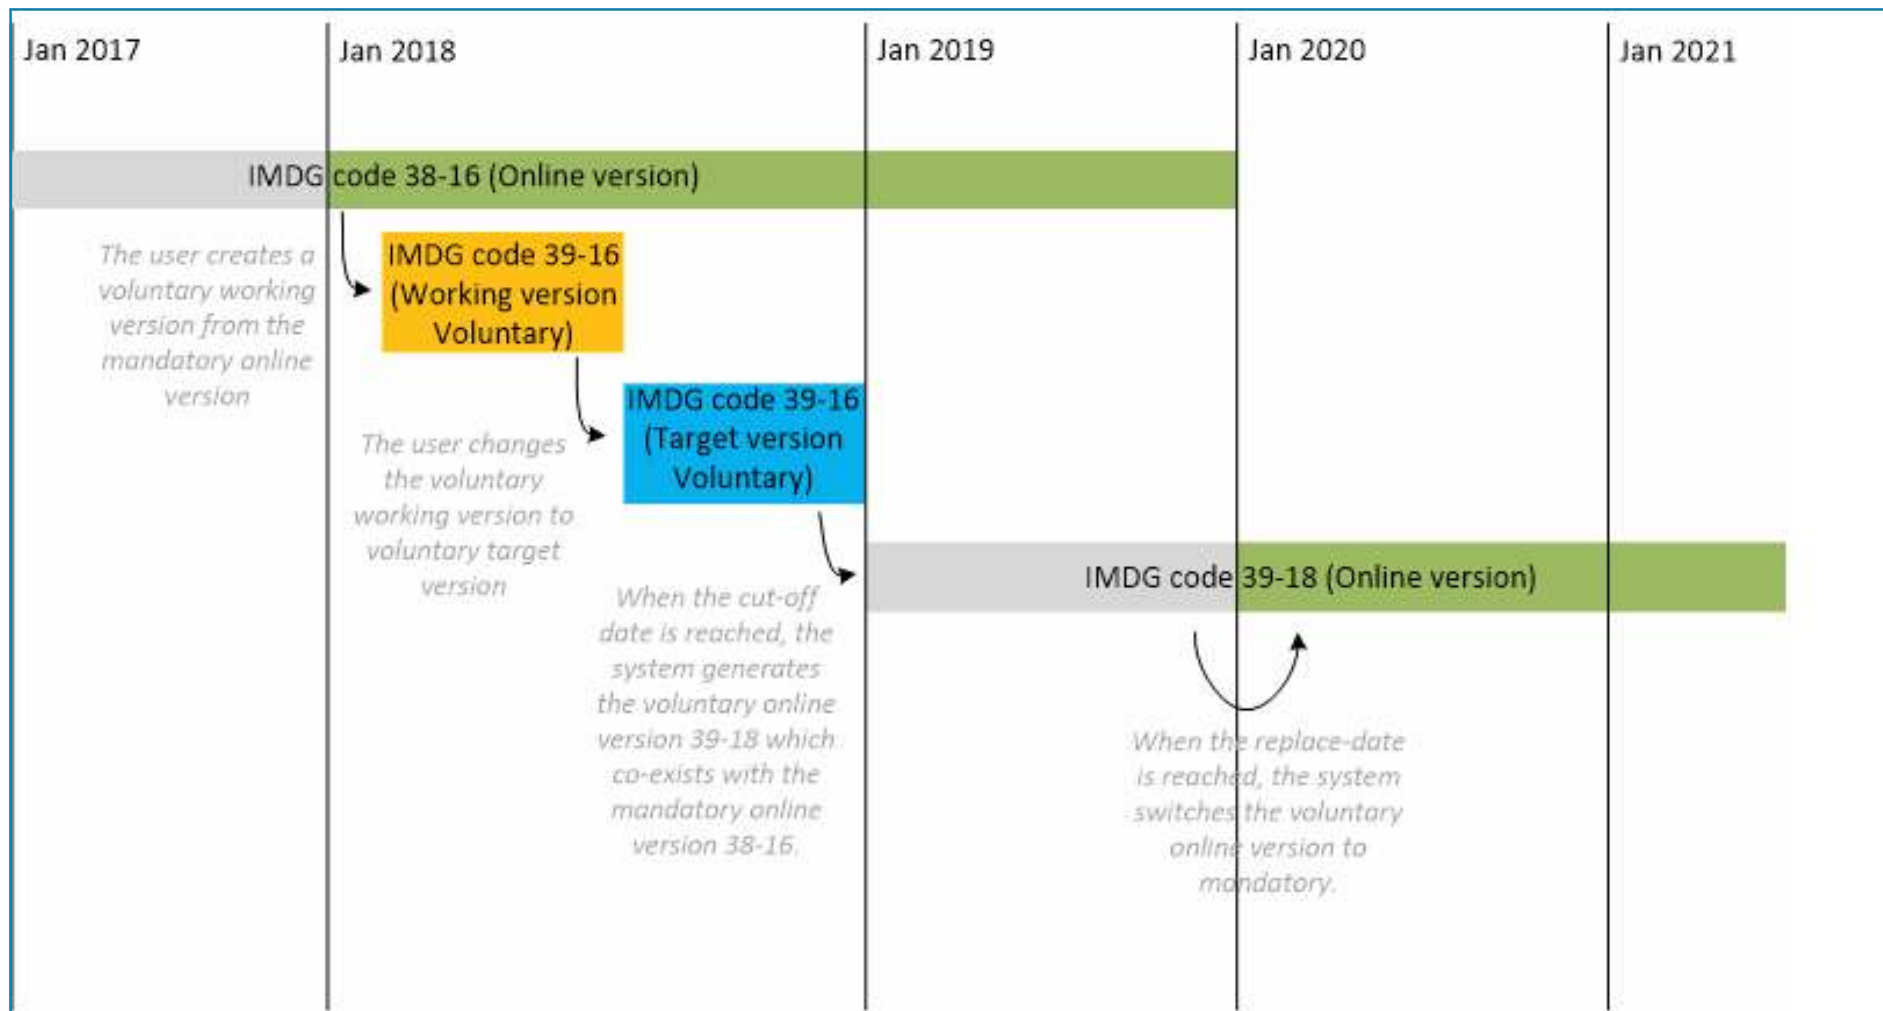 Jan 2017
Jan 2018
Jan 2019
Jan 2020
Jan 2021
IMDG code 38-16 (Online version)
The user creates a
voluntary working
version from the
mandatory online
version
IMDG code 39-16
(Working version
Voluntary)
The user changes
the voluntary
working version to
voluntary target
version
IMDG code 39-16
(Target version
Voluntary)
When the cut-off
date is reached, the
system generates
the voluntary online
version 39-18 which
co-exists with the
mandatory online
version 38-16.
IMDG code 39-18 (Online version)
When the replace-date
is reached, the system
switches the voluntary
online version to
mandatory.